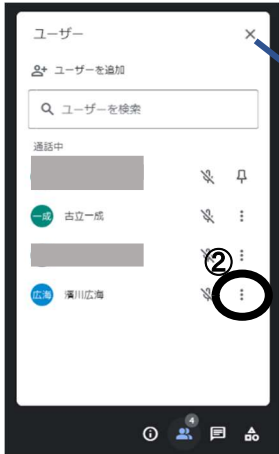 ユーザー
ユーザーを追加
ユーザーを検索
通話中
一成 古立一成
②
広海 濱川広海
4